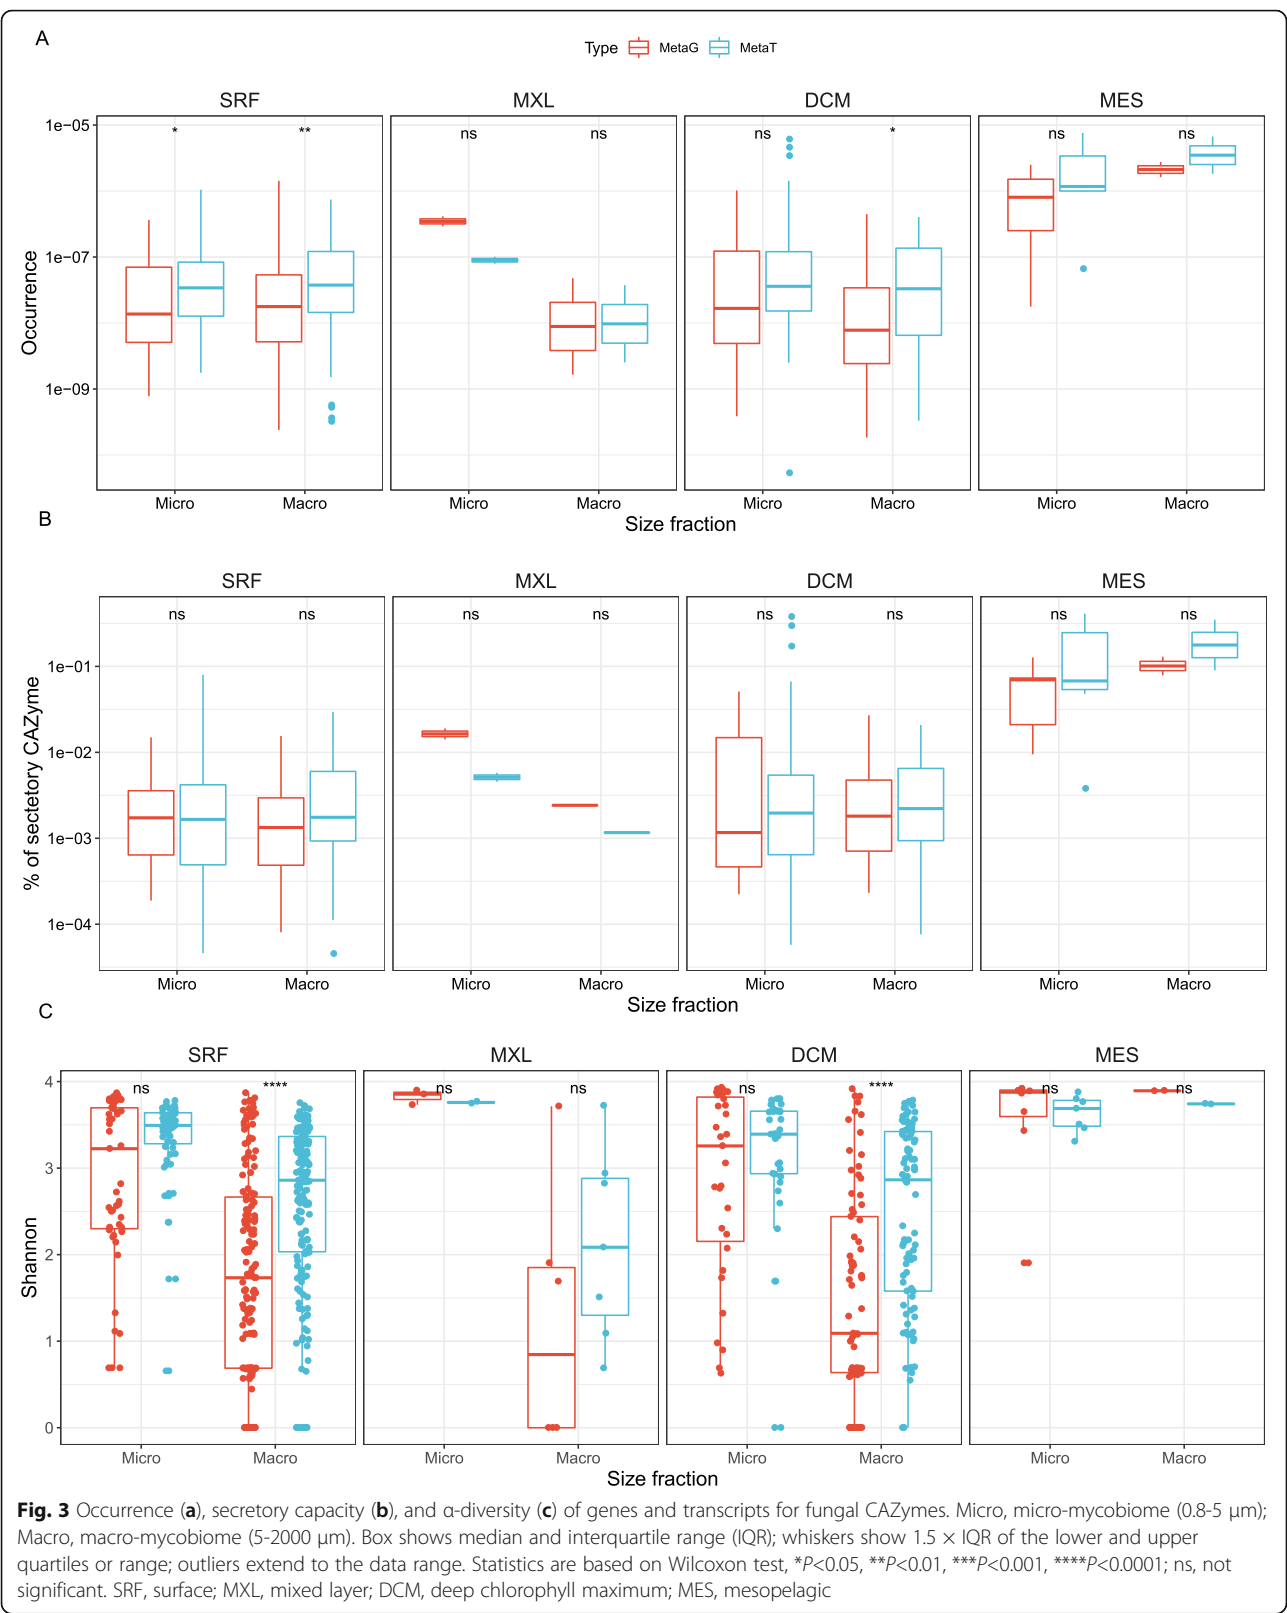 A
Type MetaG MetaT
SRF MXL DCM MES
* ** ns ns ns * ns ns
1e−05
1e−07
1e−09
Occurrence
Micro Macro Micro Macro Micro Macro Micro Macro
Size fraction
B
SRF MXL DCM MES
ns ns ns ns ns ns ns ns
1e−01
1e−02
1e−03
1e−04
% of sectetory CAZyme
Micro Macro Micro Macro Micro Macro Micro Macro
Size fraction
C
SRF MXL DCM MES
ns **** ns ns ns **** ns ns
4
3
2
1
0
Shannon
Micro Macro Micro Macro Micro Macro Micro Macro
Size fraction
Fig. 3 Occurrence (a), secretory capacity (b), and α-diversity (c) of genes and transcripts for fungal CAZymes. Micro, micro-mycobiome (0.8-5 μm);
Macro, macro-mycobiome (5-2000 μm). Box shows median and interquartile range (IQR); whiskers show 1.5 × IQR of the lower and upper
quartiles or range; outliers extend to the data range. Statistics are based on Wilcoxon test, *P<0.05, **P<0.01, ***P<0.001, ****P<0.0001; ns, not
significant. SRF, surface; MXL, mixed layer; DCM, deep chlorophyll maximum; MES, mesopelagic